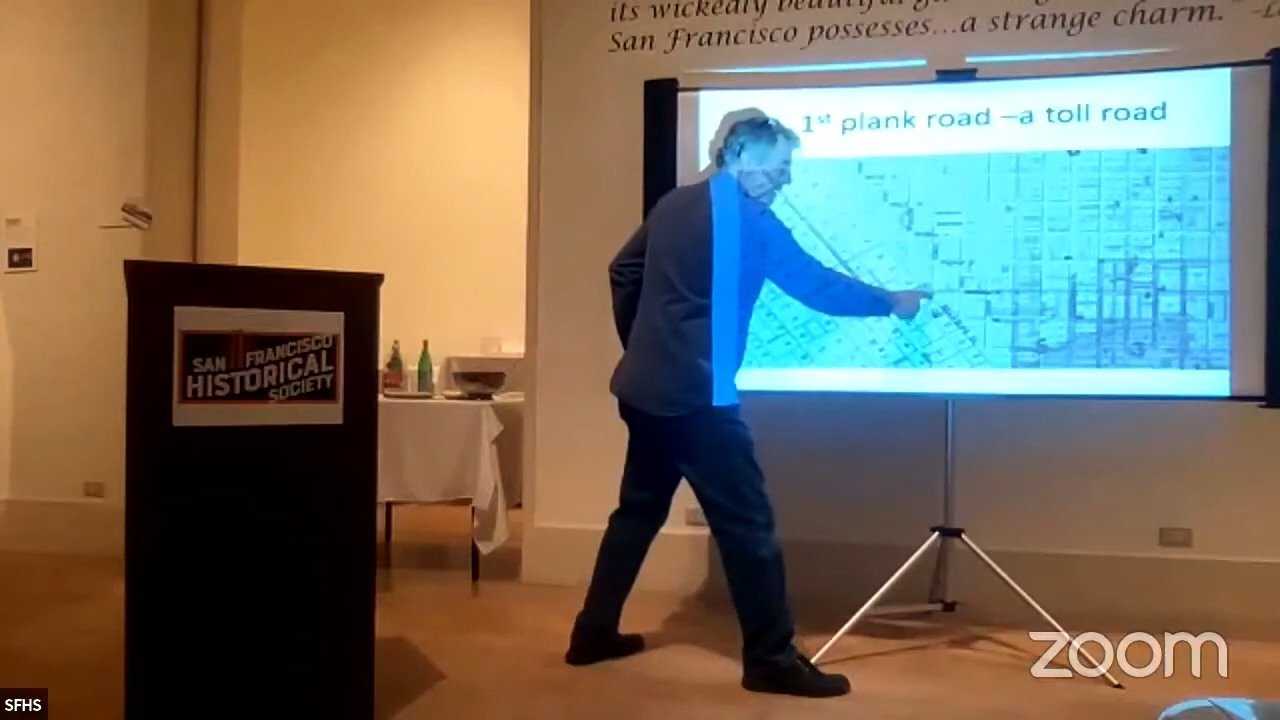 its wickedly beautiful
San Francisco possesses...a strange charm.
1st plank road –a toll road
SAN FRANCISCO
HISTORICAL
SOCIETY
zoom
SFHS